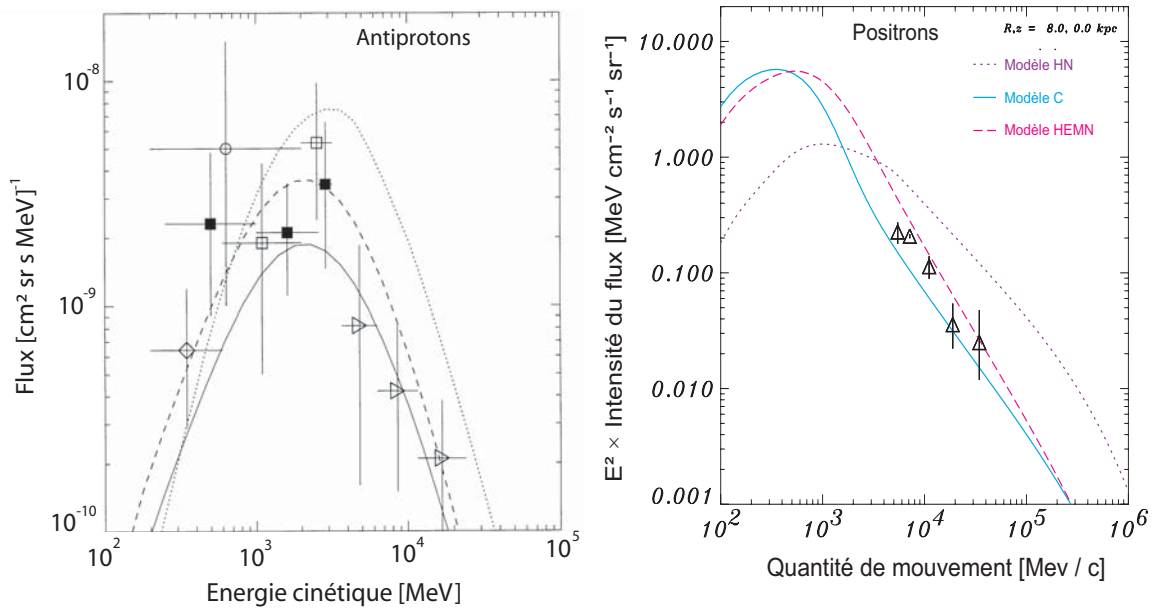 Antiprotons
10⁻⁸
10⁻⁹
10⁻¹⁰
Flux [cm² sr s MeV]⁻¹
10² 10³ 10⁴ 10⁵
Energie cinétique [MeV]
Positrons
R,z = 8.0, 0.0 kpc
Modèle HN
Modèle C
Modèle HEMN
10.000
1.000
0.100
0.010
0.001
E² × Intensité du flux [MeV cm⁻² s⁻¹ sr⁻¹]
10² 10³ 10⁴ 10⁵ 10⁶
Quantité de mouvement [Mev / c]